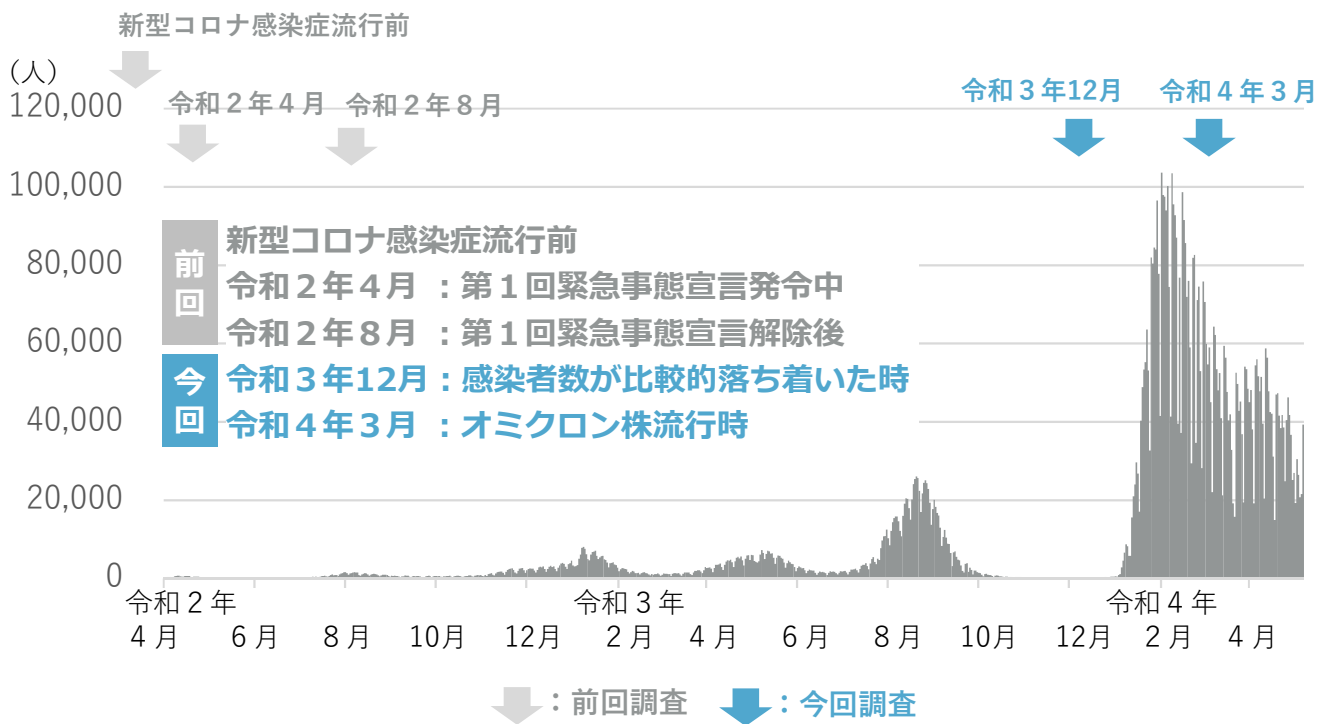 新型コロナ感染症流行前
(人)
令和２年４月
令和２年８月
令和３年12月
令和４年３月
120,000
100,000
80,000
60,000
40,000
20,000
0
前回
新型コロナ感染症流行前
令和２年４月 ：第１回緊急事態宣言発令中
令和２年８月 ：第１回緊急事態宣言解除後
今回
令和３年12月：感染者数が比較的落ち着いた時
令和４年３月 ：オミクロン株流行時
令和２年 令和３年 令和４年
４月 ６月 ８月 10月 12月 ２月 ４月 ６月 ８月 10月 12月 ２月 ４月
：前回調査 ：今回調査